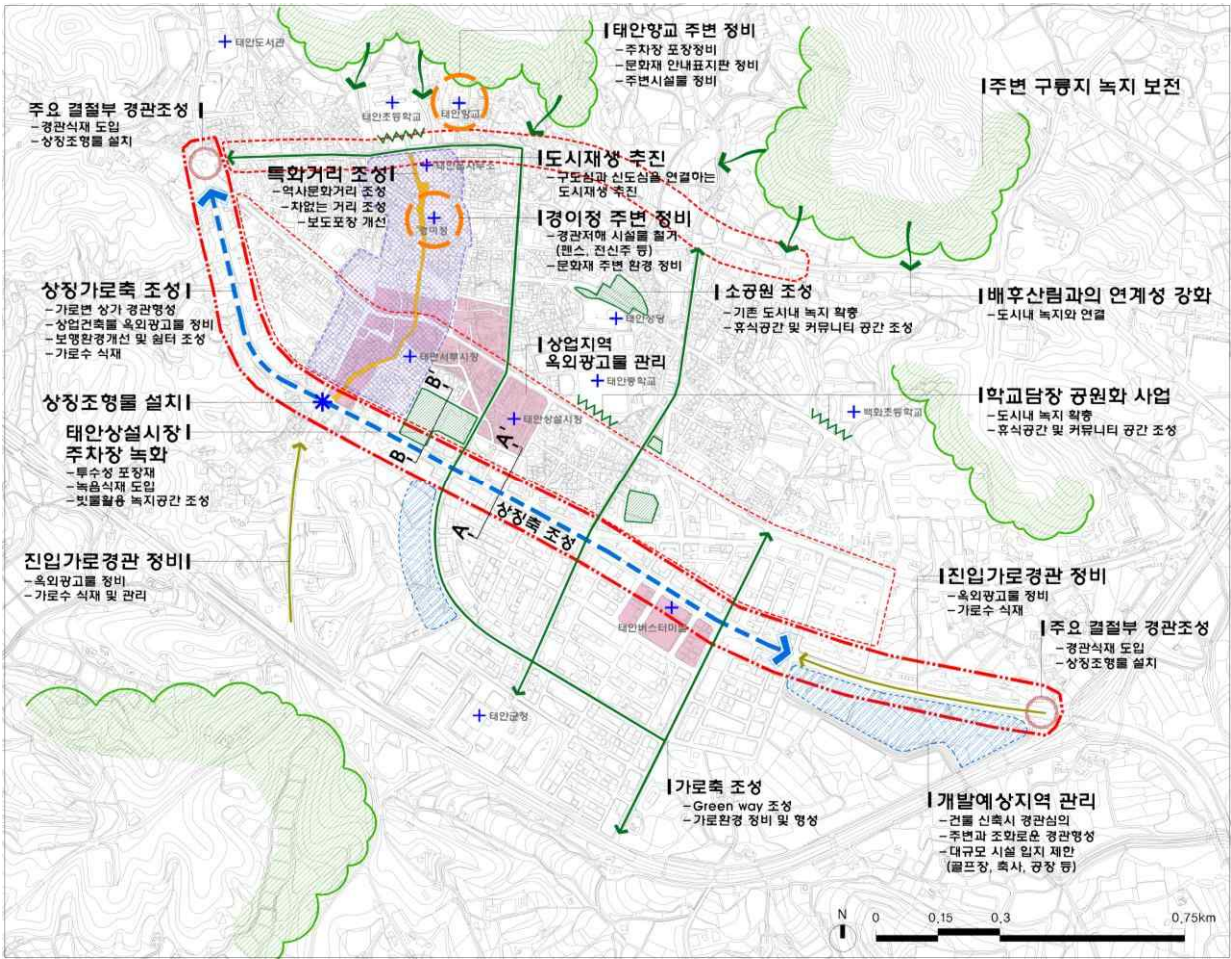 태안도서관
태안향교 주변 정비
-주차장 포장정비
-문화재 안내표지판 정비
-주변시설물 정비
주변 구릉지 녹지 보전
주요 결절부 경관조성
-경관식재 도입
-상징조형물 설치
태안초등학교
태안향교
특화거리 조성
-역사문화거리 조성
-차없는 거리 조성
-보도포장 개선
도시재생 추진
-구도심과 신도심을 연결하는
도시재생 추진
경이정
경이정 주변 정비
-경관저해 시설물 철거
(펜스, 전신주 등)
-문화재 주변 환경 정비
상징가로축 조성
-가로변 상가 경관형성
-상업건축물 옥외광고물 정비
-보행환경개선 및 쉼터 조성
-가로수 식재
소공원 조성
-기존 도시내 녹지 확충
-휴식공간 및 커뮤니티 공간 조성
배후산림과의 연계성 강화
-도시내 녹지와 연결
태안성당
상업지역
옥외광고물 관리
태안서부시장
태안중학교
학교담장 공원화 사업
-도시내 녹지 확충
-휴식공간 및 커뮤니티 공간 조성
백화초등학교
상징조형물 설치
태안상설시장
주차장 녹화
-투수성 포장재
-녹음식재 도입
-빗물활용 녹지공간 조성
B'
B
태안상설시장
A'
A
상징축 조성
진입가로경관 정비
-옥외광고물 정비
-가로수 식재 및 관리
진입가로경관 정비
-옥외광고물 정비
-가로수 식재
태안버스터미널
주요 결절부 경관조성
-경관식재 도입
-상징조형물 설치
태안군청
가로축 조성
-Green way 조성
-가로환경 정비 및 형성
개발예상지역 관리
-건물 신축시 경관심의
-주변과 조화로운 경관형성
-대규모 시설 입지 제한
(골프장, 축사, 공장 등)
N
0 0,15 0,3 0,75km